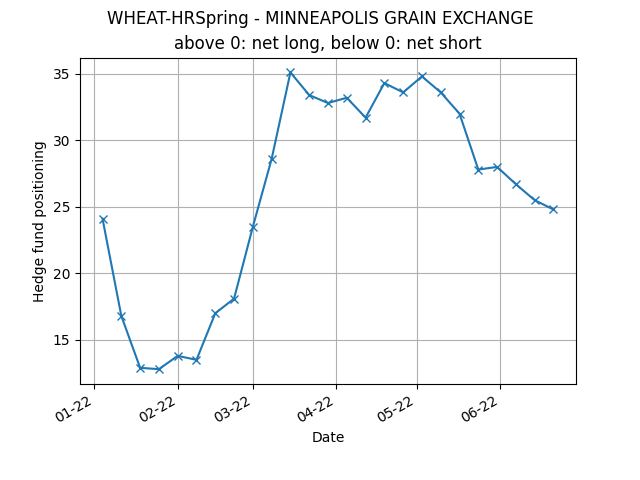 WHEAT-HRSpring - MINNEAPOLIS GRAIN EXCHANGE
above 0: net long, below 0: net short
Hedge fund positioning
35
30
25
20
15
01-22
02-22
03-22
04-22
05-22
06-22
Date